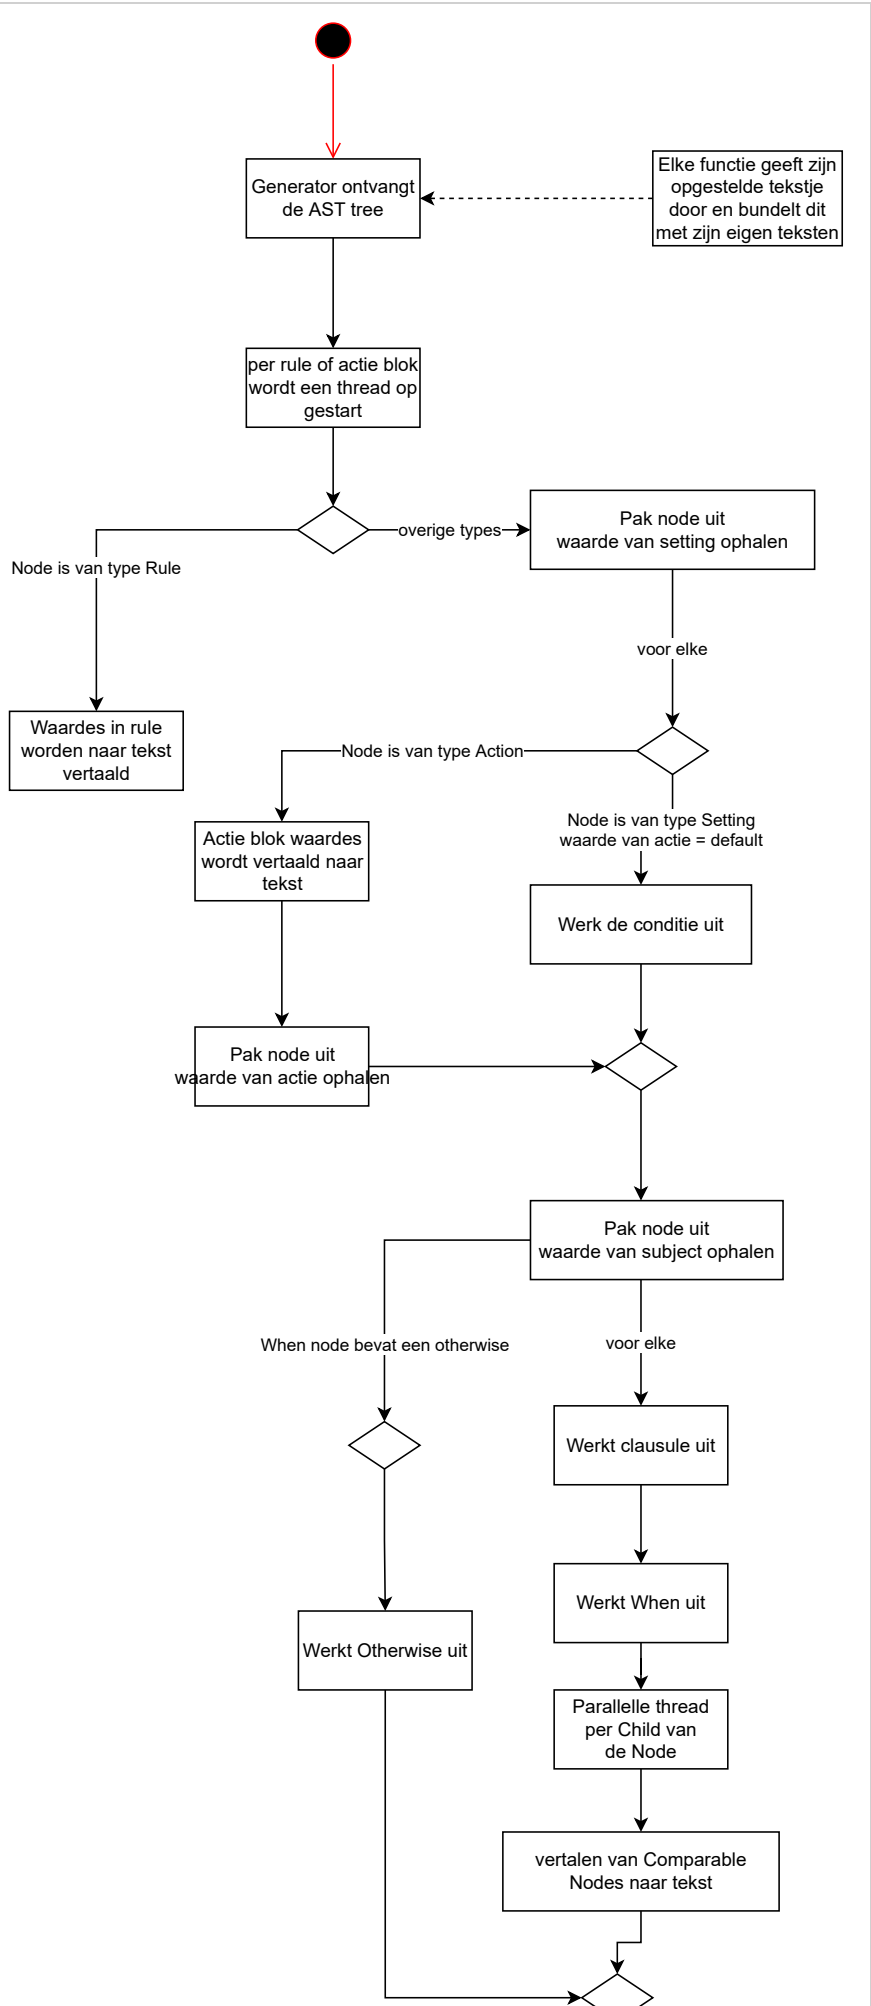 Generator ontvangt
de AST tree
Elke functie geeft zijn
opgestelde tekstje
door en bundelt dit
met zijn eigen teksten
per rule of actie blok
wordt een thread op
gestart
overige types
Pak node uit
waarde van setting ophalen
Node is van type Rule
voor elke
Waardes in rule
worden naar tekst
vertaald
Node is van type Action
Node is van type Setting
waarde van actie = default
Actie blok waardes
wordt vertaald naar
tekst
Werk de conditie uit
Pak node uit
waarde van actie ophalen
Pak node uit
waarde van subject ophalen
When node bevat een otherwise
voor elke
Werkt clausule uit
Werkt When uit
Werkt Otherwise uit
Parallelle thread
per Child van
de Node
vertalen van Comparable
Nodes naar tekst